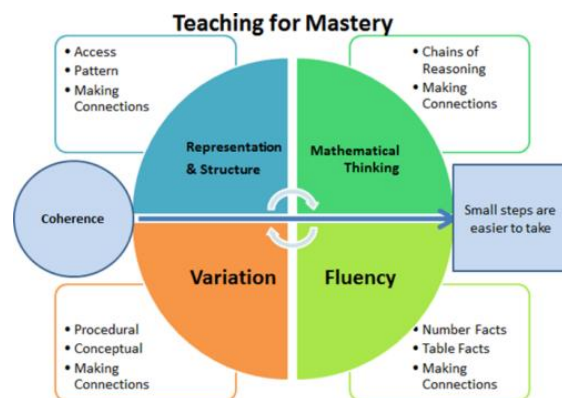 Teaching for Mastery
• Access
• Pattern
• Making
Connections
• Chains of
Reasoning
• Making
Connections
Representation
& Structure
Mathematical
Thinking
Coherence
Small steps are
easier to take
Variation
Fluency
• Procedural
• Conceptual
• Making
Connections
• Number Facts
• Table Facts
• Making
Connections